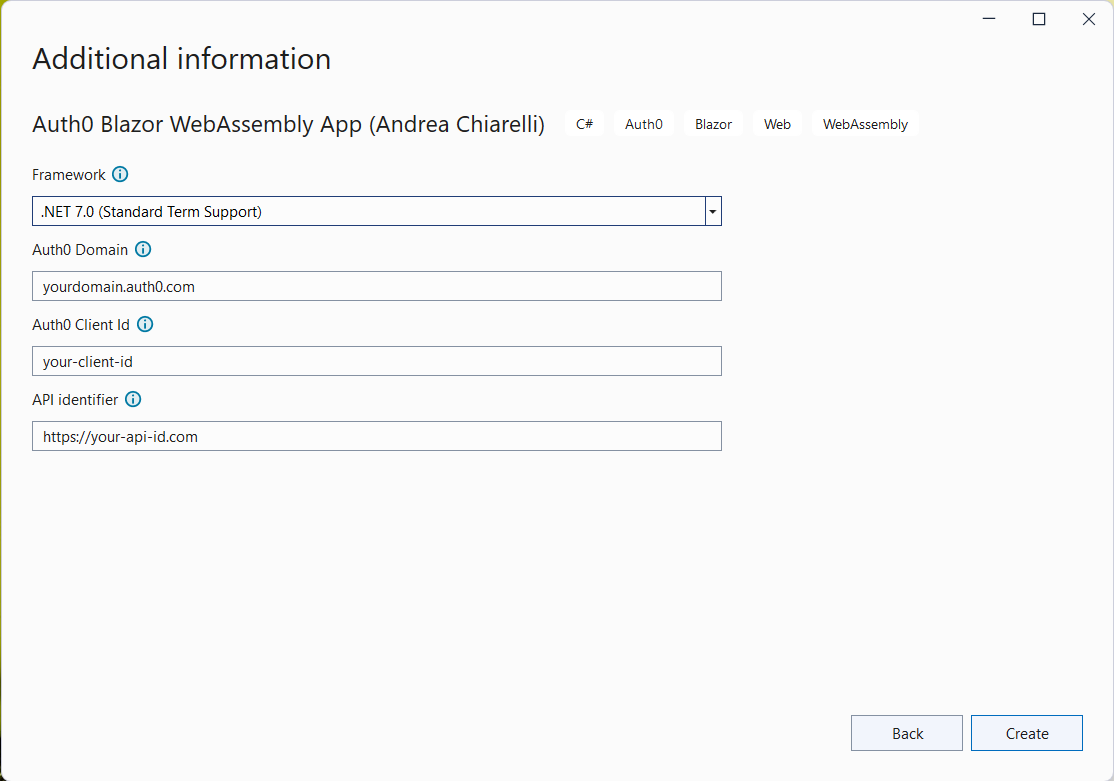 Additional information
Auth0 Blazor WebAssembly App (Andrea Chiarelli) C# Auth0 Blazor Web WebAssembly
Framework
.NET 7.0 (Standard Term Support)
Auth0 Domain
yourdomain.auth0.com
Auth0 Client Id
your-client-id
API identifier
https://your-api-id.com
Back Create